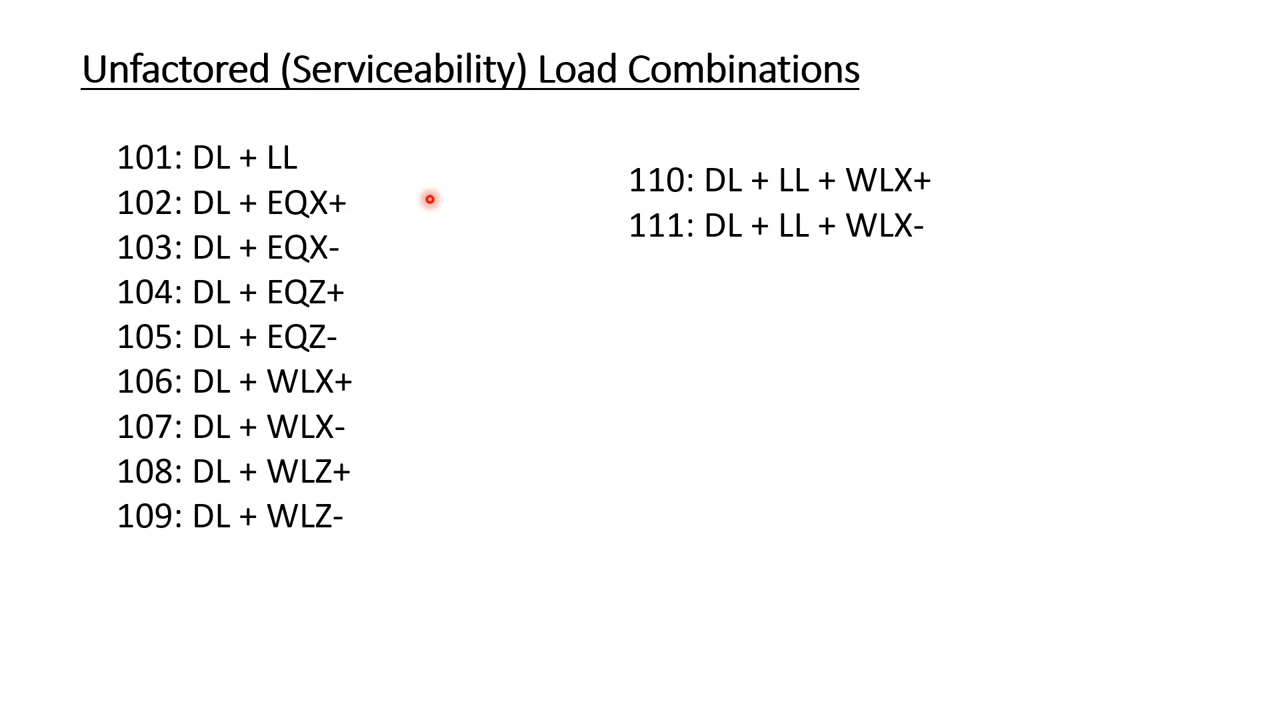 Unfactored (Serviceability) Load Combinations
101: DL + LL
102: DL + EQX+
103: DL + EQX-
104: DL + EQZ+
105: DL + EQZ-
106: DL + WLX+
107: DL + WLX-
108: DL + WLZ+
109: DL + WLZ-
110: DL + LL + WLX+
111: DL + LL + WLX-